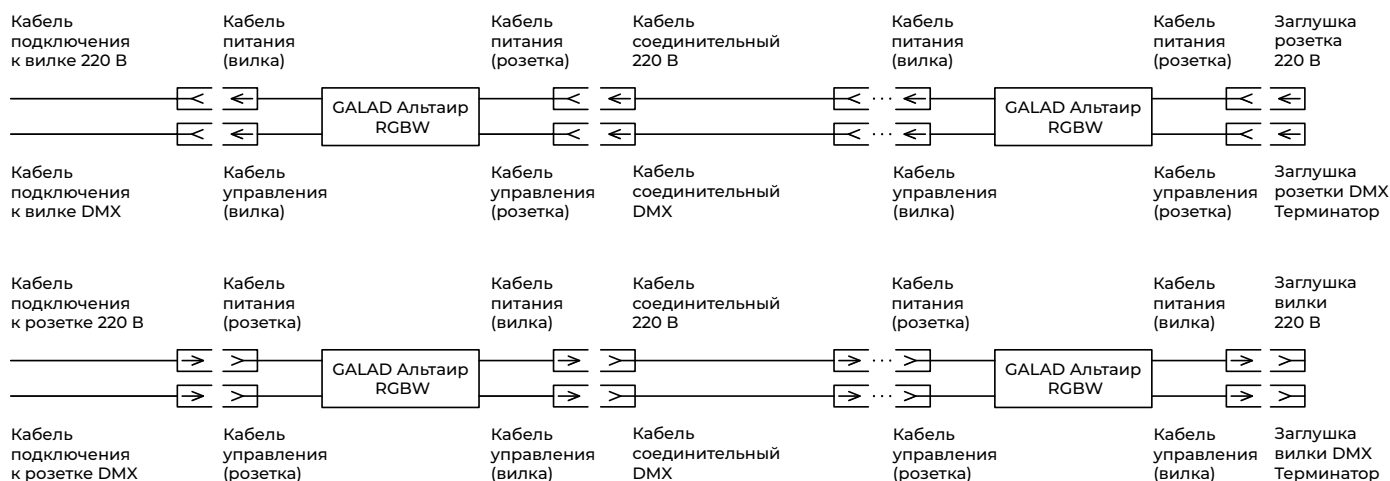 Кабель
подключения
к вилке 220 В
Кабель
питания
(вилка)
Кабель
питания
(розетка)
Кабель
соединительный
220 В
Кабель
питания
(вилка)
Кабель
питания
(розетка)
Заглушка
розетка
220 В
GALAD Альтаир
RGBW
GALAD Альтаир
RGBW
Кабель
подключения
к вилке DMX
Кабель
управления
(вилка)
Кабель
управления
(розетка)
Кабель
соединительный
DMX
Кабель
управления
(вилка)
Кабель
управления
(розетка)
Заглушка
розетки DMX
Терминатор
Кабель
подключения
к розетке 220 В
Кабель
питания
(розетка)
Кабель
питания
(вилка)
Кабель
соединительный
220 В
Кабель
питания
(розетка)
Кабель
питания
(вилка)
Заглушка
вилки
220 В
GALAD Альтаир
RGBW
GALAD Альтаир
RGBW
Кабель
подключения
к розетке DMX
Кабель
управления
(розетка)
Кабель
управления
(вилка)
Кабель
соединительный
DMX
Кабель
управления
(розетка)
Кабель
управления
(вилка)
Заглушка
вилки DMX
Терминатор